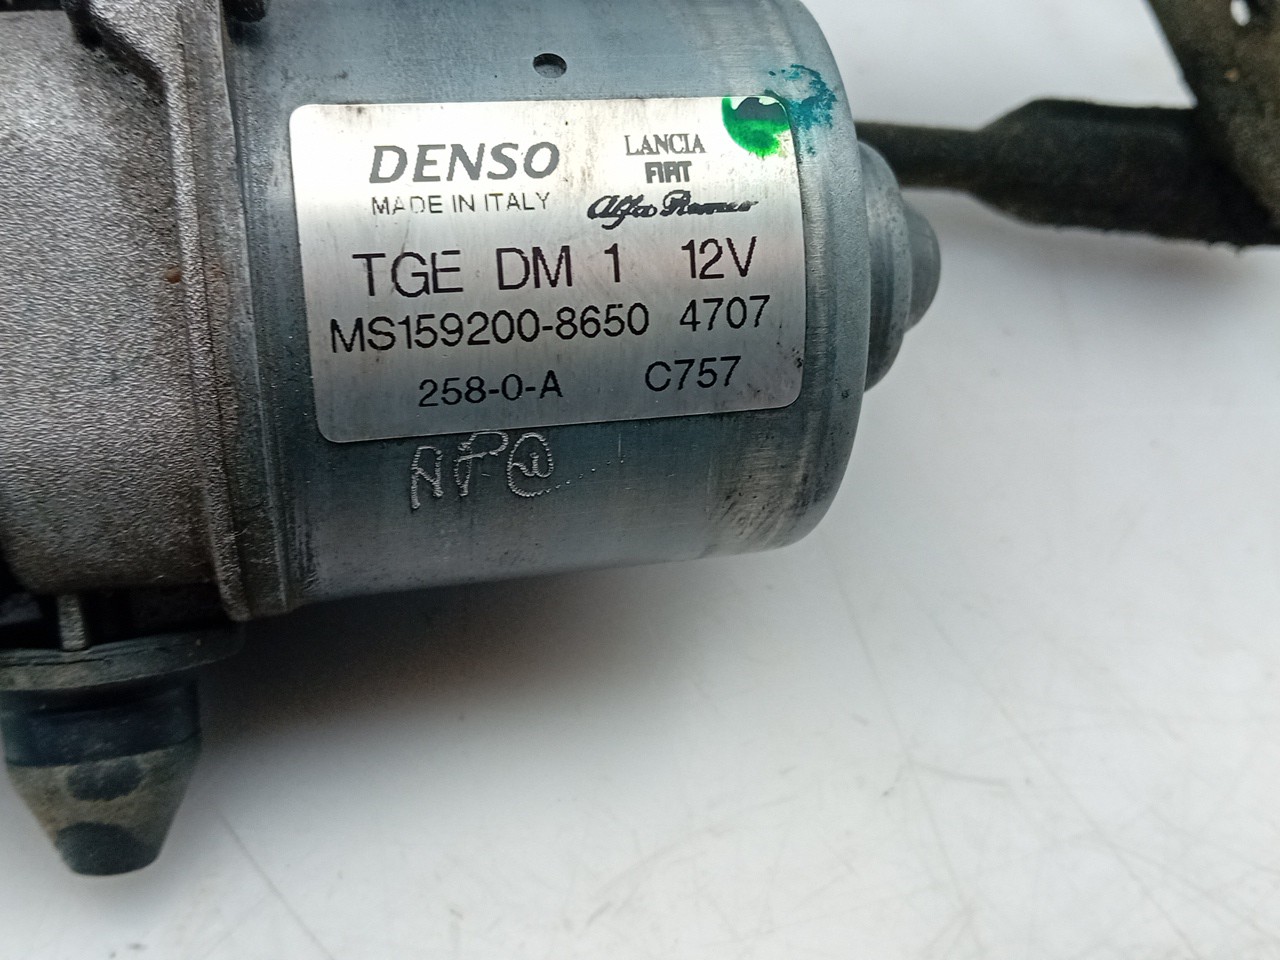 DENSO
MADE IN ITALY
LANCIA
FIAT
Alfa Romeo
TGE DM 1 12V
MS159200-8650 4707
258-0-A C757